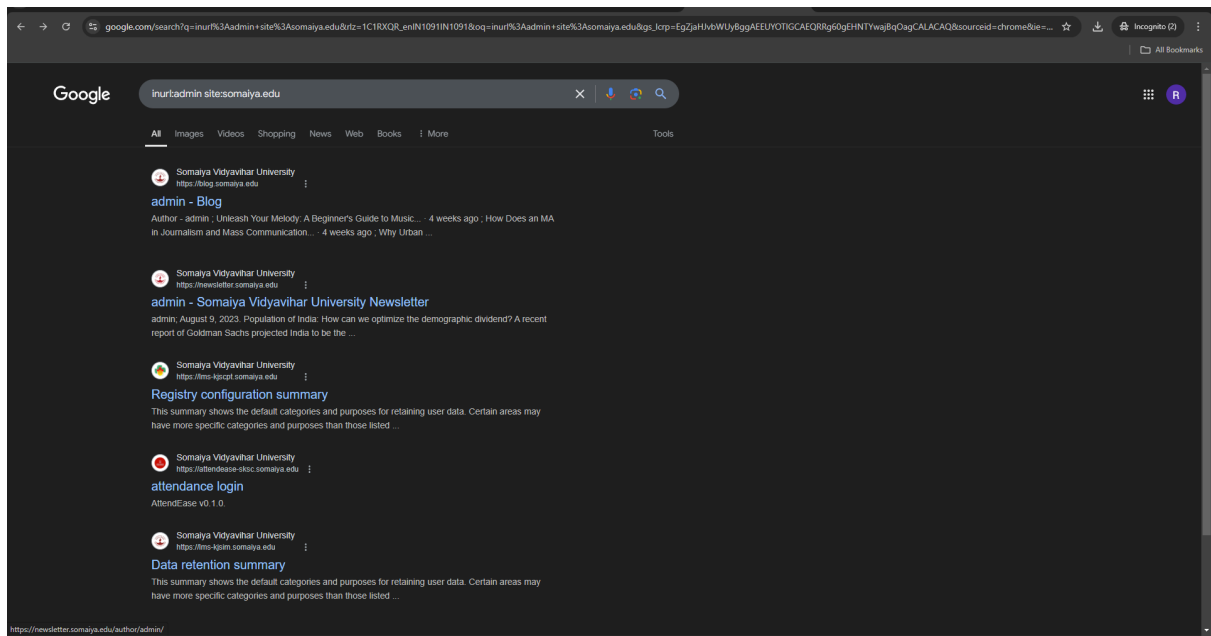 google.com/search?q=inurl%3Aadmin+site%3Asomaiya.edu&rlz=1C1RXQR_enIN1091IN1091&oq=inurl%3Aadmin+site%3Asomaiya.edu&gs_lcrp=EgZjaHJvbWUyBggAEEUYOTIGCAEQRRg60gEHNTYwajBqOagCALACAQ&sourceid=chrome&ie=... Incognito (2)
All Bookmarks
Google inurl:admin site:somaiya.edu R
All Images Videos Shopping News Web Books More Tools
Somaiya Vidyavihar University
https://blog.somaiya.edu
admin - Blog
Author - admin ; Unleash Your Melody: A Beginner's Guide to Music... · 4 weeks ago ; How Does an MA
in Journalism and Mass Communication... · 4 weeks ago ; Why Urban ...
Somaiya Vidyavihar University
https://newsletter.somaiya.edu
admin - Somaiya Vidyavihar University Newsletter
admin; August 9, 2023. Population of India: How can we optimize the demographic dividend? A recent
report of Goldman Sachs projected India to be the ...
Somaiya Vidyavihar University
https://lms-kjscpt.somaiya.edu
Registry configuration summary
This summary shows the default categories and purposes for retaining user data. Certain areas may
have more specific categories and purposes than those listed ...
Somaiya Vidyavihar University
https://attendease-sksc.somaiya.edu
attendance login
AttendEase v0.1.0.
Somaiya Vidyavihar University
https://lms-kjsim.somaiya.edu
Data retention summary
This summary shows the default categories and purposes for retaining user data. Certain areas may
have more specific categories and purposes than those listed ...
https://newsletter.somaiya.edu/author/admin/